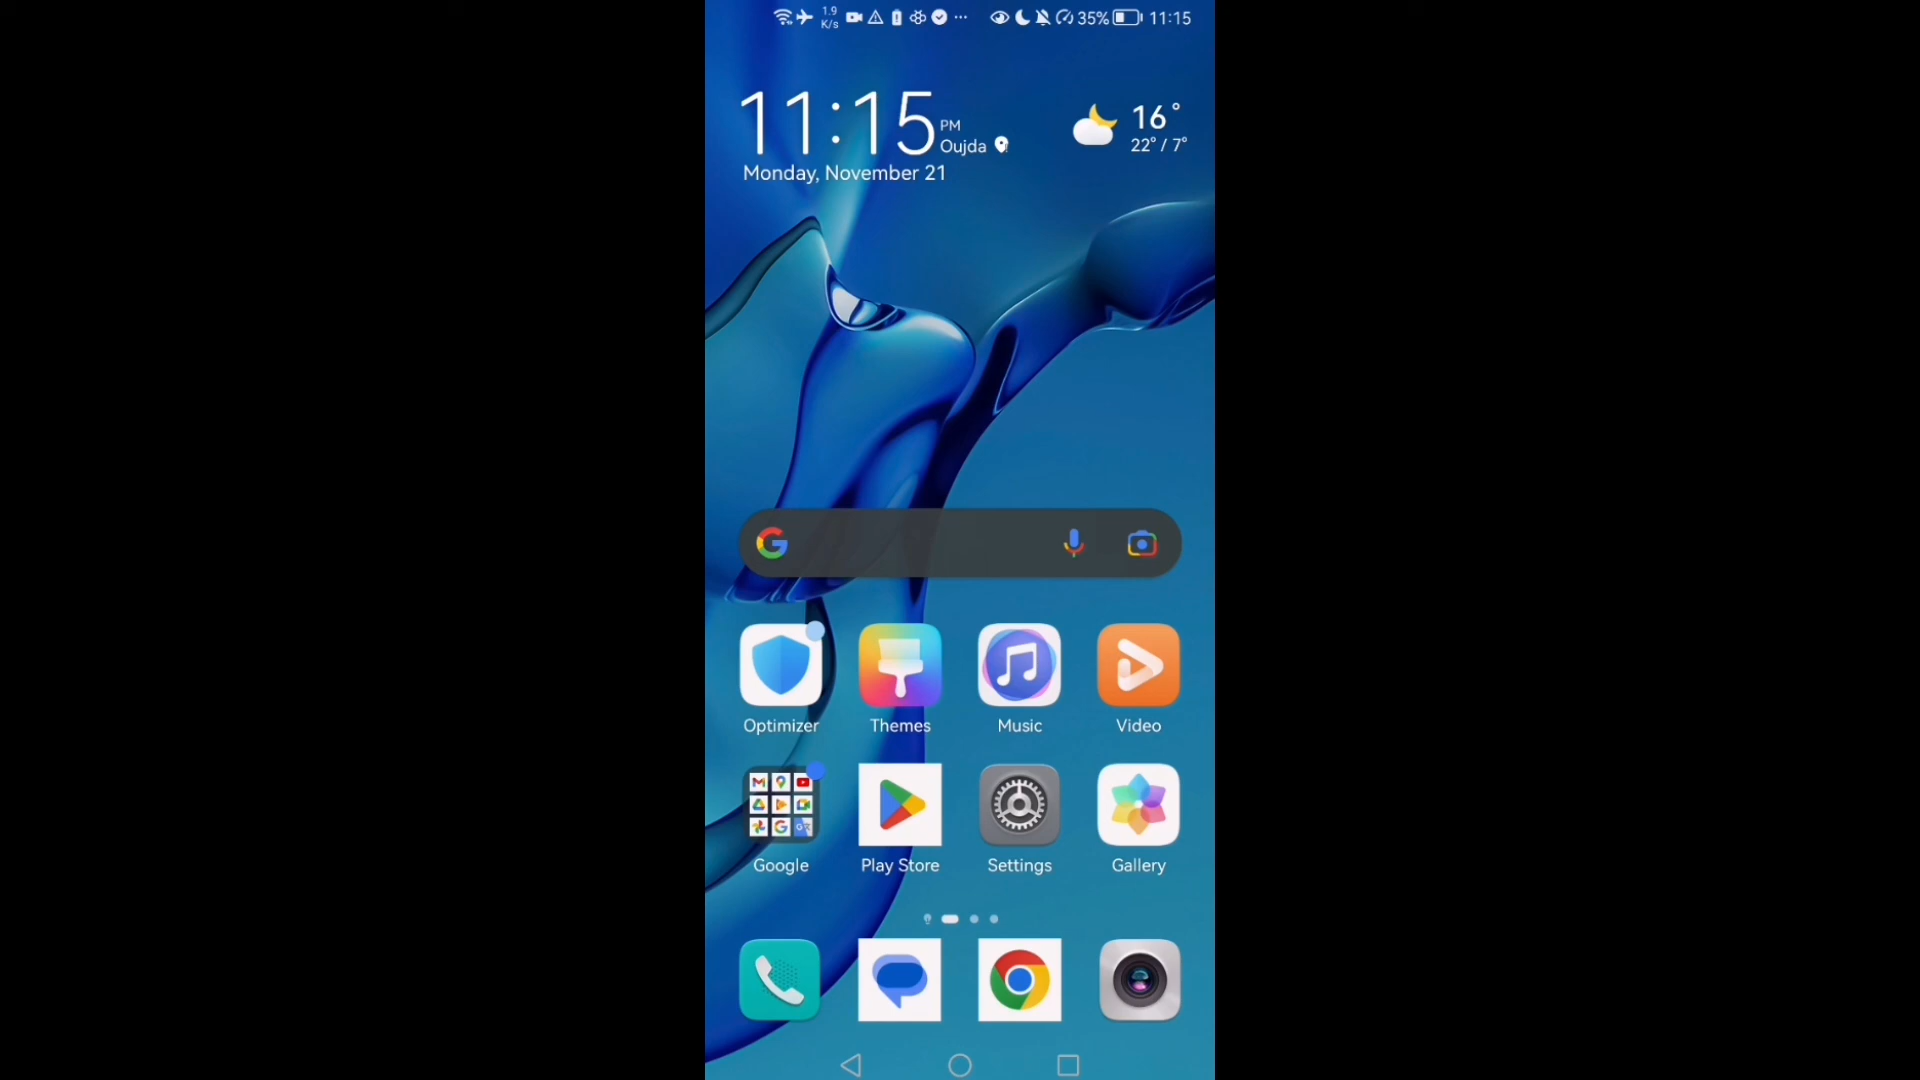 1.9
K/s
... 35% 11:15
11:15 PM
Oujda
Monday, November 21
16°
22° / 7°
Optimizer Themes Music Video
Google Play Store Settings Gallery